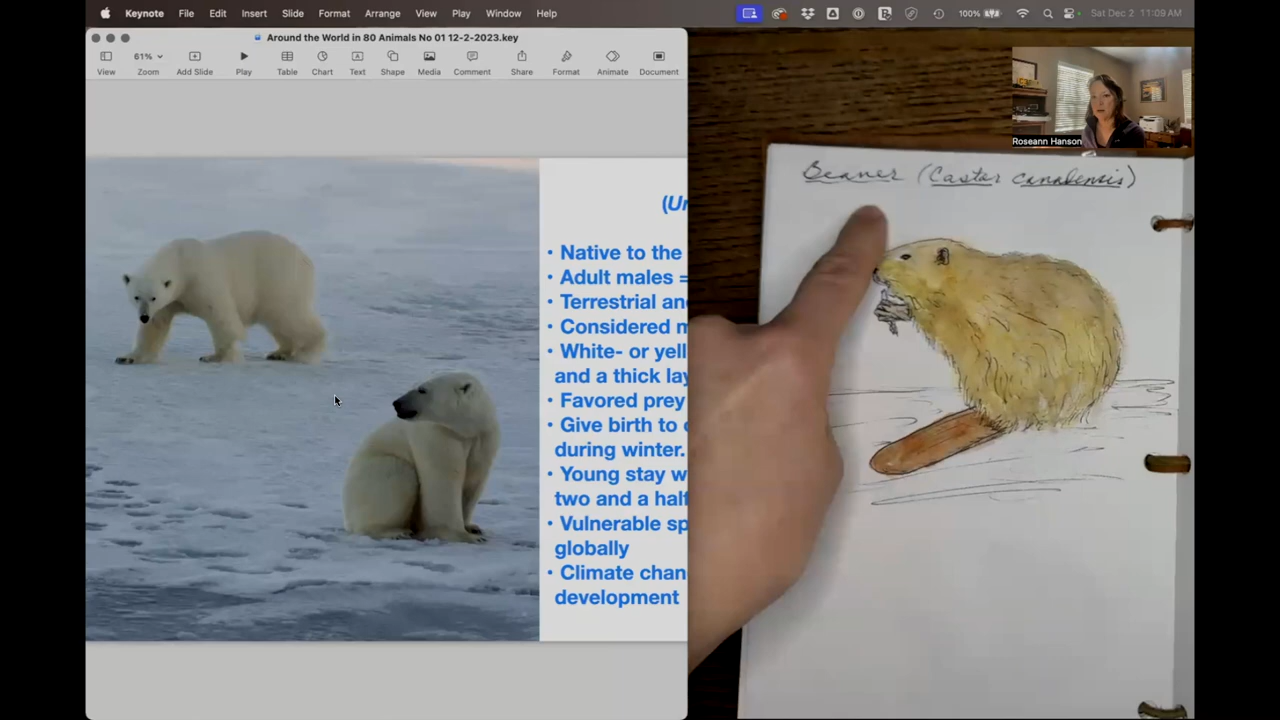 Keynote File Edit Insert Slide Format Arrange View Play Window Help 100% Sat Dec 2 11:09 AM
Around the World in 80 Animals No 01 12-2-2023.key
61%
View Zoom Add Slide Play Table Chart Text Shape Media Comment Share Format Animate Document
Roseann Hanson
Beaver (Castor canadensis)
(Ur
• Native to the
• Adult males =
• Terrestrial an
• Considered m
• White- or yell
and a thick lay
• Favored prey
• Give birth to
during winter.
• Young stay w
two and a half
• Vulnerable sp
globally
• Climate chan
development